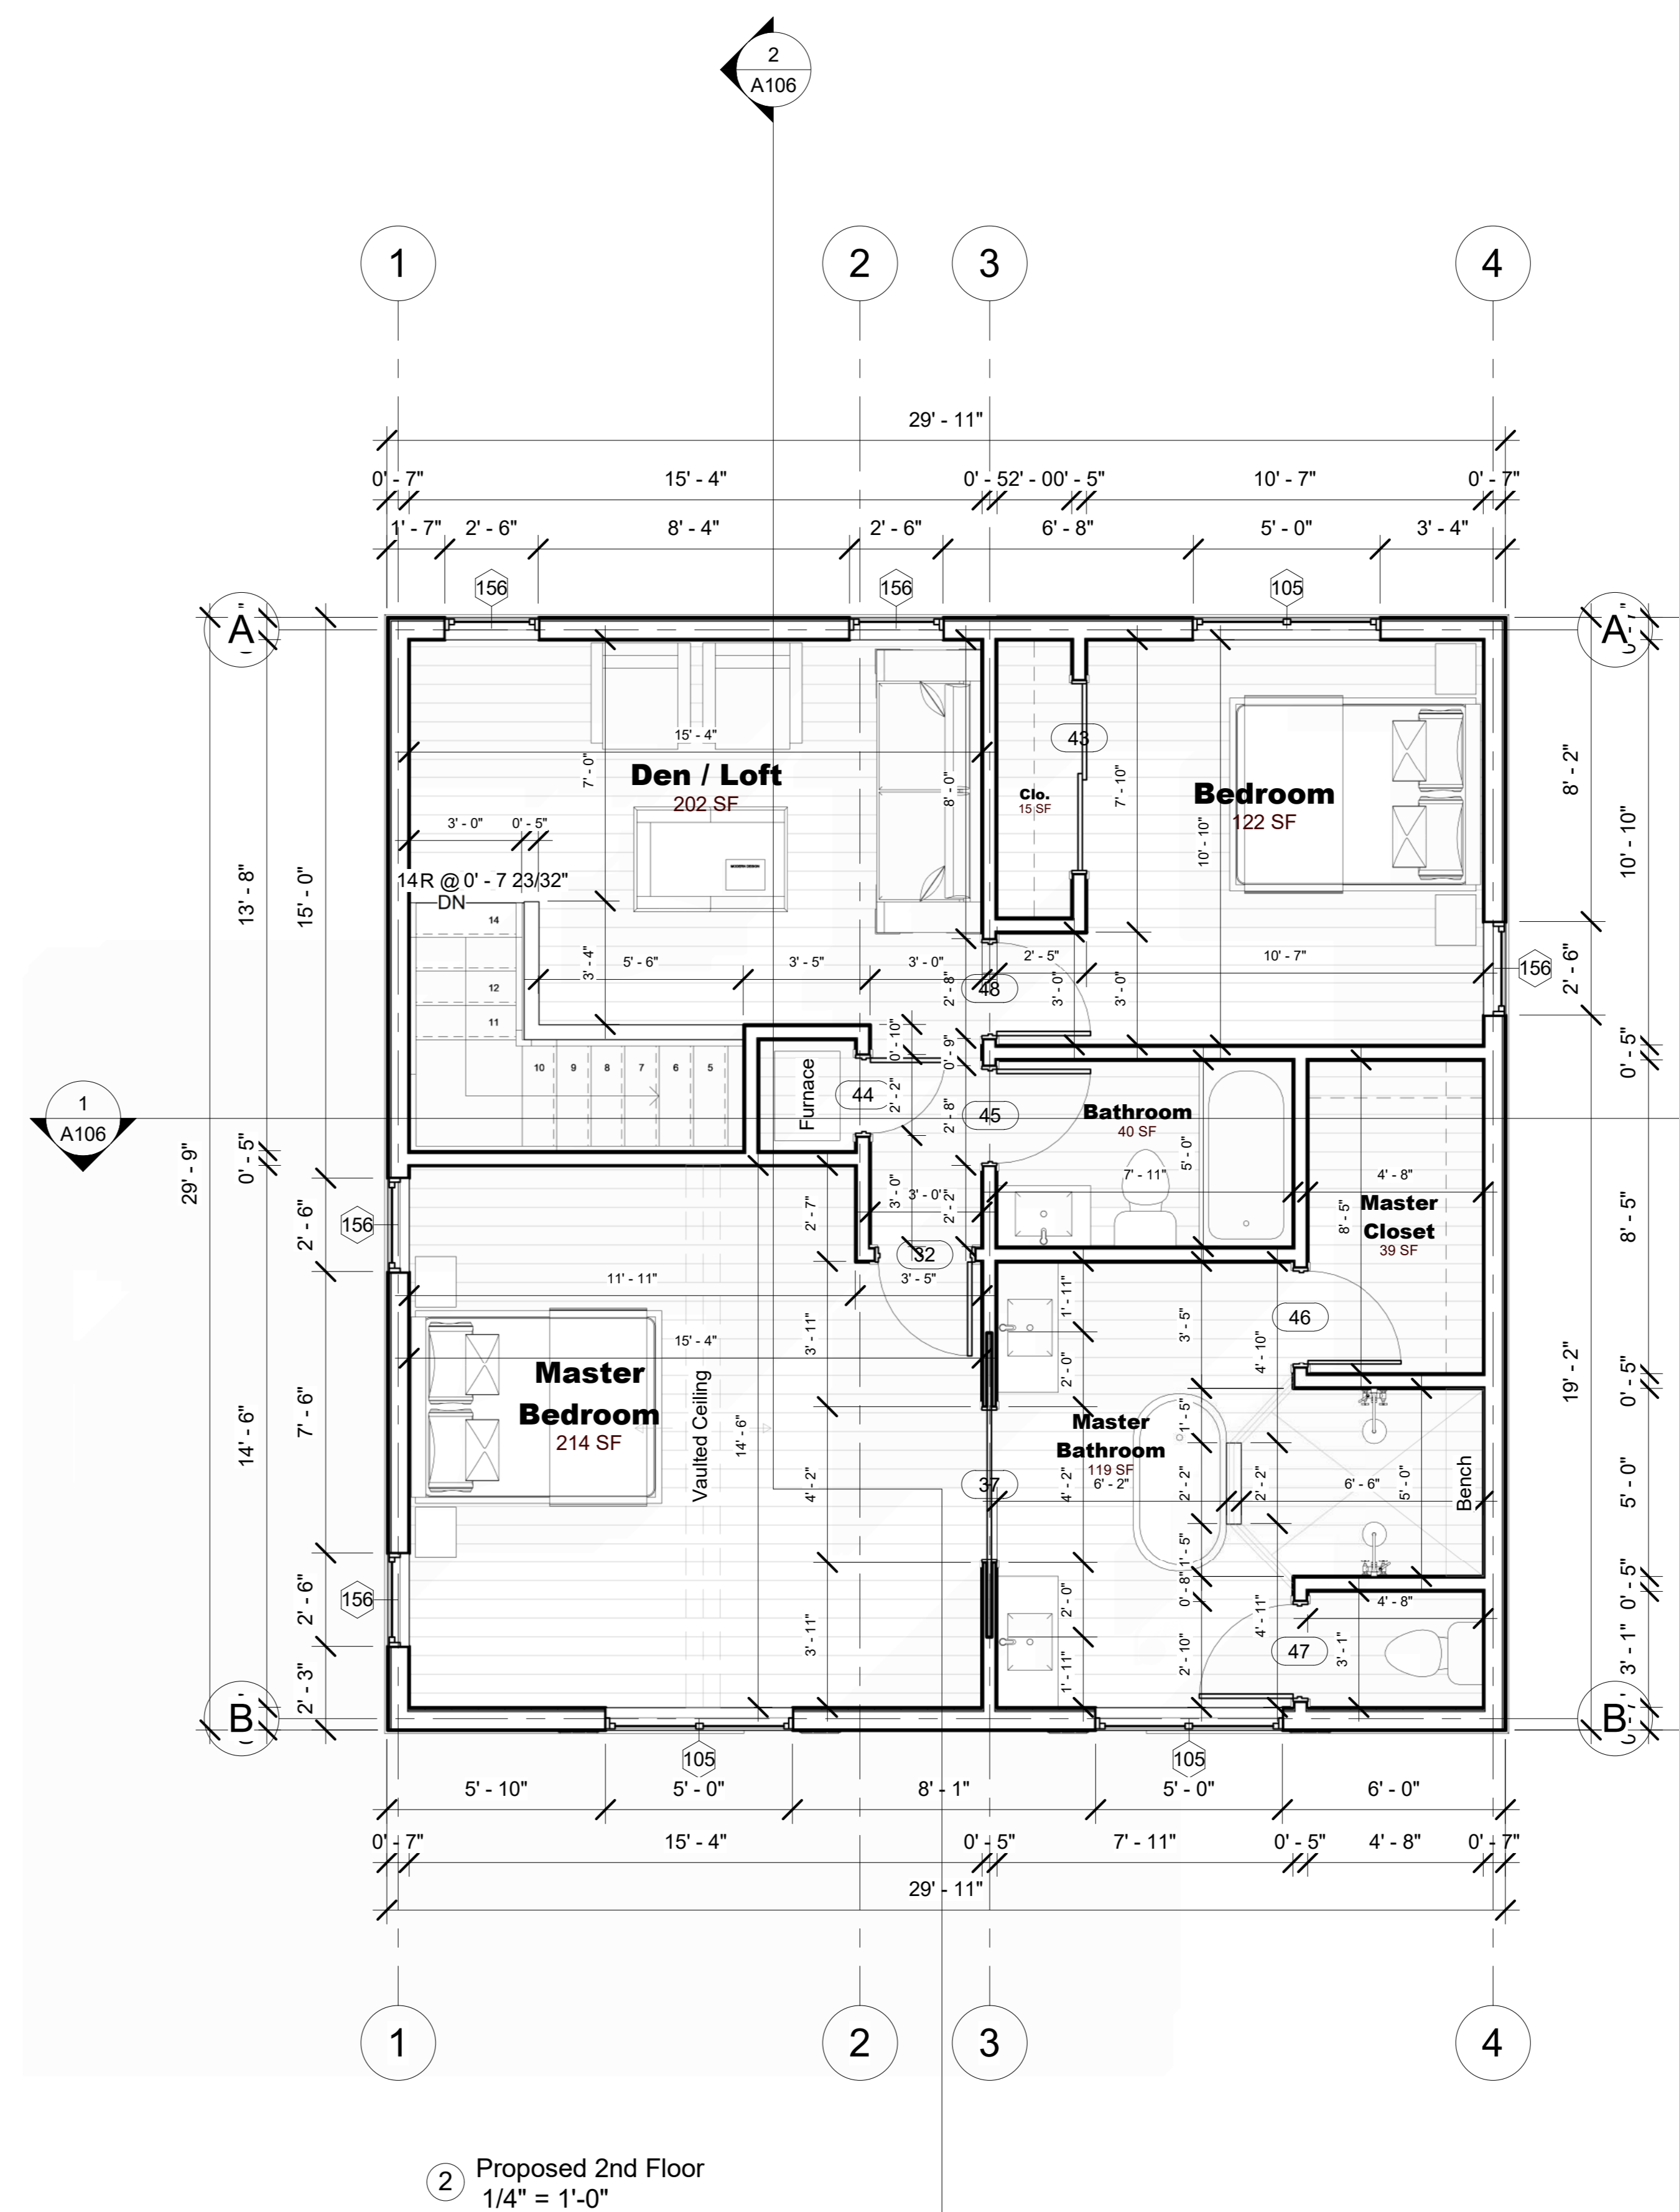 2
A106
1
2
3
4
29' - 11"
0' - 7"
15' - 4"
0' - 52' - 00' - 5"
10' - 7"
0' - 7"
1' - 7"
2' - 6"
8' - 4"
2' - 6"
6' - 8"
5' - 0"
3' - 4"
156
156
105
A
A
15' - 4"
7' - 0"
8' - 0"
Den / Loft
202 SF
3' - 0"
0' - 5"
14R @ 0' - 7 23/32"
DN
14
12
11
10
9
8
7
6
5
MODERN DESIGN
3' - 4"
5' - 6"
3' - 5"
3' - 0"
43
Clo.
15 SF
7' - 10"
Bedroom
122 SF
10' - 10"
2' - 5"
10' - 7"
3' - 0"
3' - 0"
2' - 8"
48
156
8' - 2"
2' - 6"
10' - 10"
0' - 5"
13' - 8"
15' - 0"
29' - 9"
0' - 5"
1
A106
Furnace
44
0' - 10"
2' - 2"
0' - 9"
2' - 8"
45
Bathroom
40 SF
5' - 0"
7' - 11"
4' - 8"
8' - 5"
Master
Closet
39 SF
8' - 5"
2' - 6"
156
2' - 7"
3' - 0"
3' - 0"
2' - 2"
32
3' - 5"
11' - 11"
15' - 4"
3' - 11"
Master
Bedroom
214 SF
Vaulted Ceiling
14' - 6"
4' - 2"
3' - 11"
7' - 6"
14' - 6"
156
2' - 6"
2' - 3"
1' - 11"
2' - 0"
3' - 5"
4' - 10"
46
Master
Bathroom
119 SF
6' - 2"
37
4' - 2"
1' - 5"
2' - 2"
2' - 2"
6' - 6"
5' - 0"
Bench
1' - 5"
0' - 8"
2' - 0"
1' - 11"
2' - 10"
4' - 11"
47
3' - 1"
4' - 8"
19' - 2"
0' - 5"
5' - 0"
0' - 5"
3' - 1"
B
B
105
105
5' - 10"
5' - 0"
8' - 1"
5' - 0"
6' - 0"
0' - 7"
15' - 4"
0' - 5"
7' - 11"
0' - 5"
4' - 8"
0' - 7"
29' - 11"
1
2
3
4
2
Proposed 2nd Floor
1/4" = 1'-0"